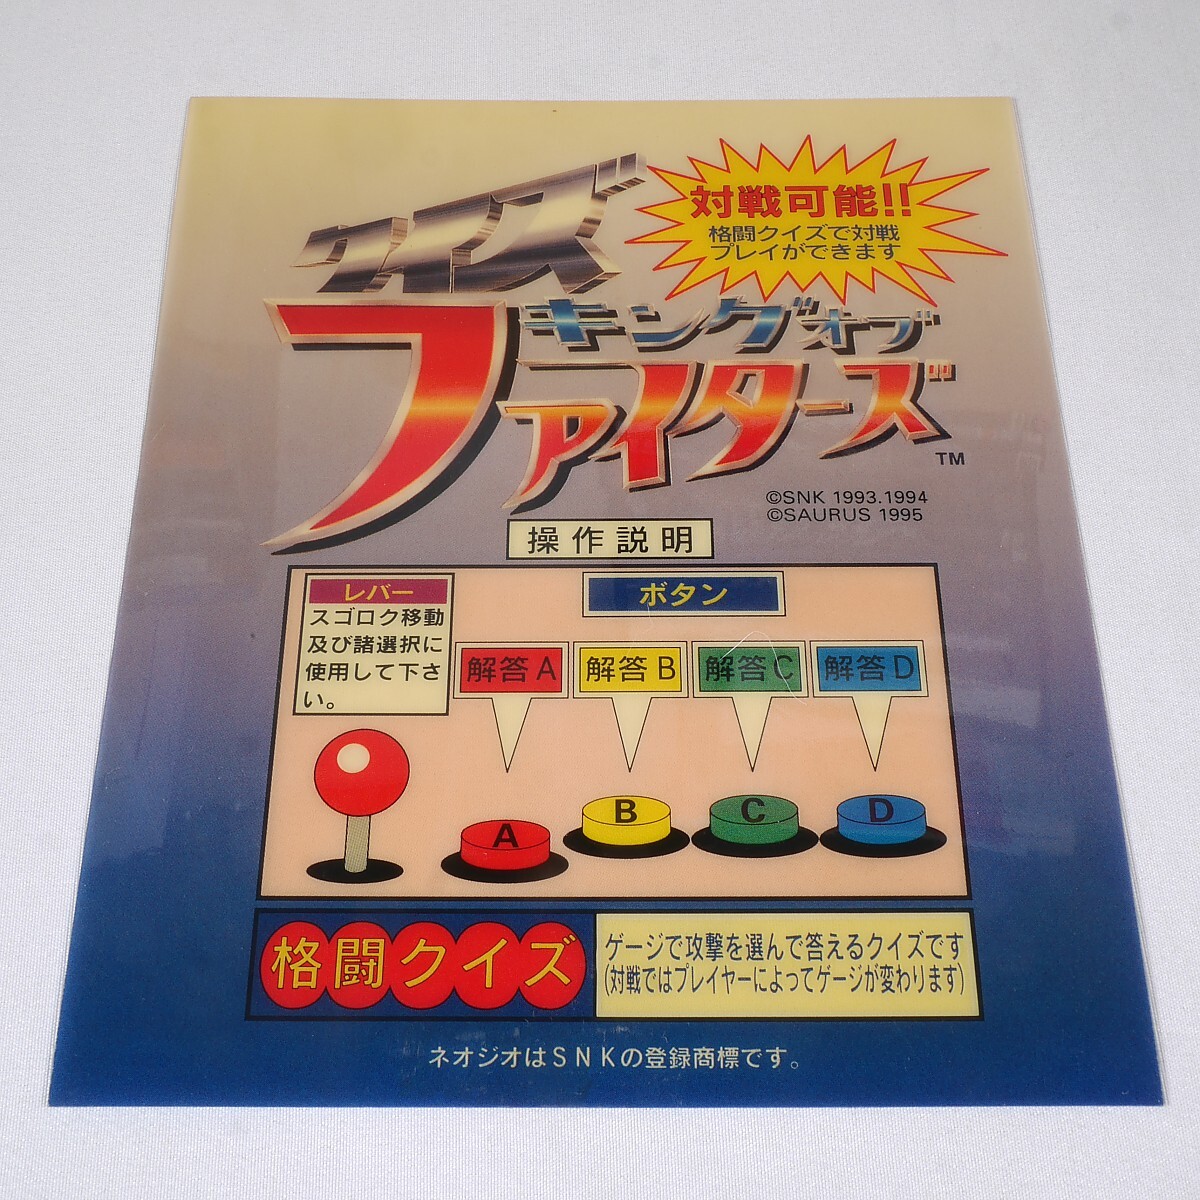 クイズ
キングオブ
ファイターズ
TM
対戦可能!!
格闘クイズで対戦
プレイができます
©SNK 1993.1994
©SAURUS 1995
操作説明
レバー
スゴロク移動
及び諸選択に
使用して下さ
い。
ボタン
解答A 解答B 解答C 解答D
A B C D
格闘クイズ
ゲージで攻撃を選んで答えるクイズです
(対戦ではプレイヤーによってゲージが変わります)
ネオジオはSNKの登録商標です。